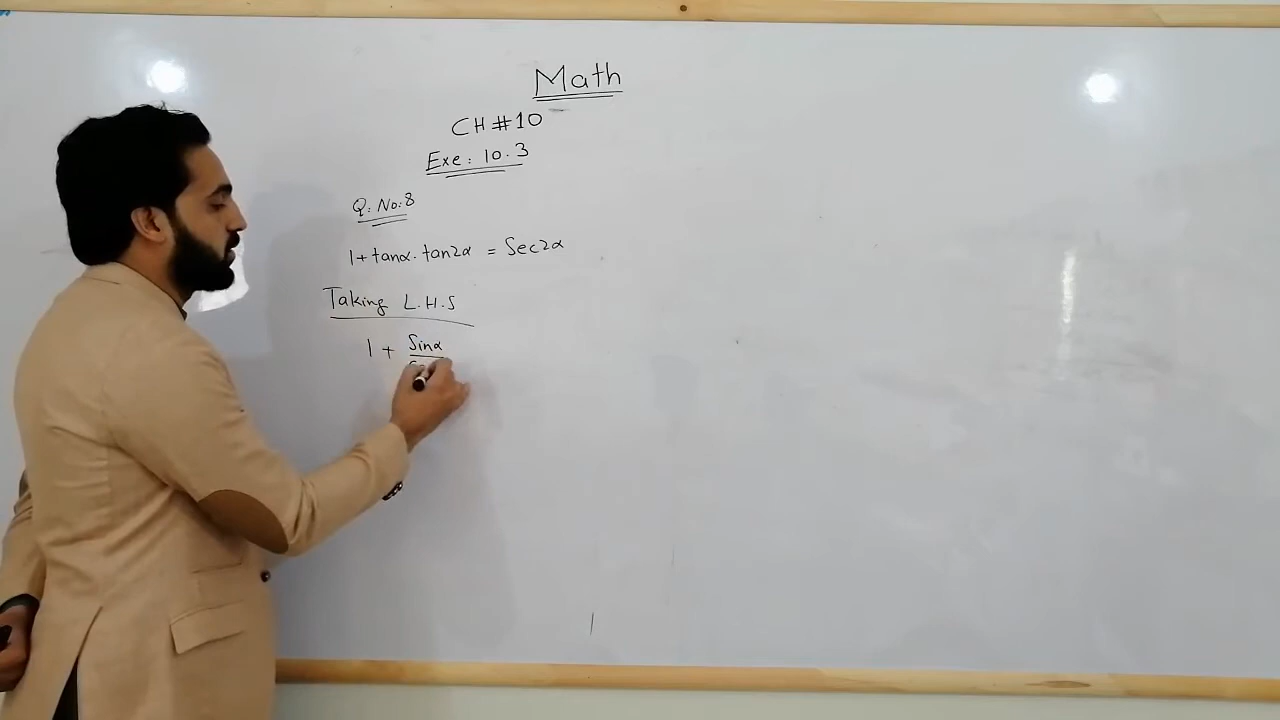 Math
CH#10
Exe: 10.3
Q.No.8
1+tanα.tan2α = Sec2α
Taking L.H.S
1 + Sinα